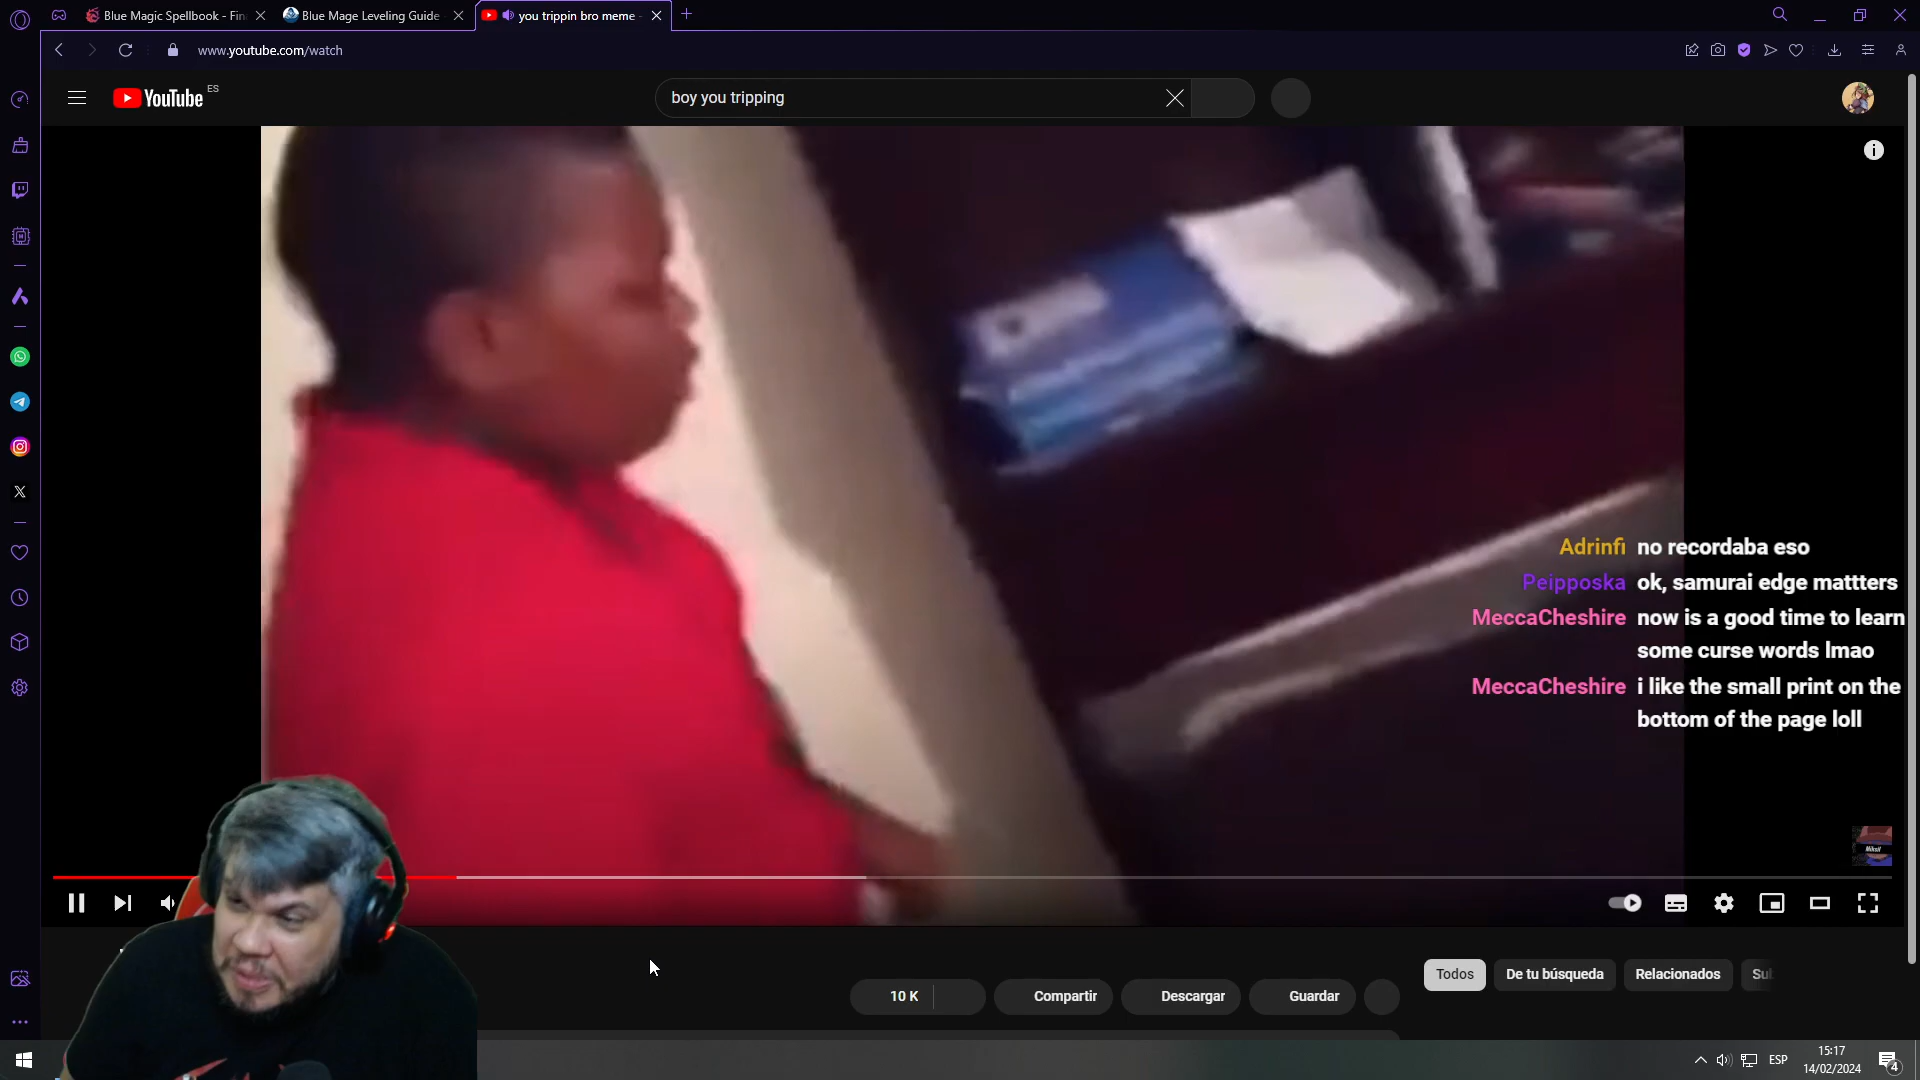 Blue Magic Spellbook - Fin
Blue Mage Leveling Guide
you trippin bro meme -
www.youtube.com/watch
YouTube ES
boy you tripping
Adrinfi no recordaba eso
Peipposka ok, samurai edge mattters
MeccaCheshire now is a good time to learn
some curse words lmao
MeccaCheshire i like the small print on the
bottom of the page loll
Miksil
Todos De tu búsqueda Relacionados
10 K Compartir Descargar Guardar
ESP
15:17
14/02/2024
4